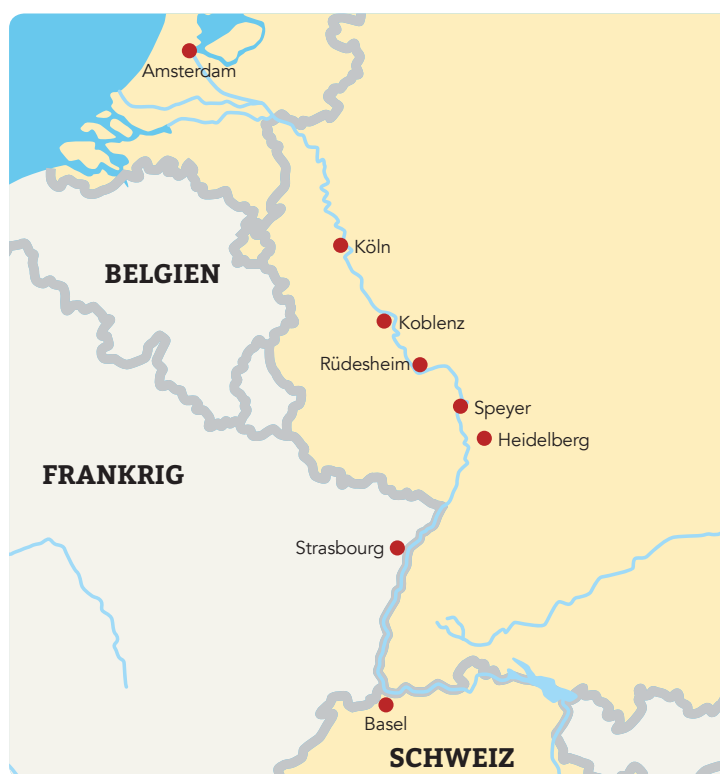 Amsterdam
Köln
BELGIEN
Koblenz
Rüdesheim
Speyer
Heidelberg
FRANKRIG
Strasbourg
Basel
SCHWEIZ